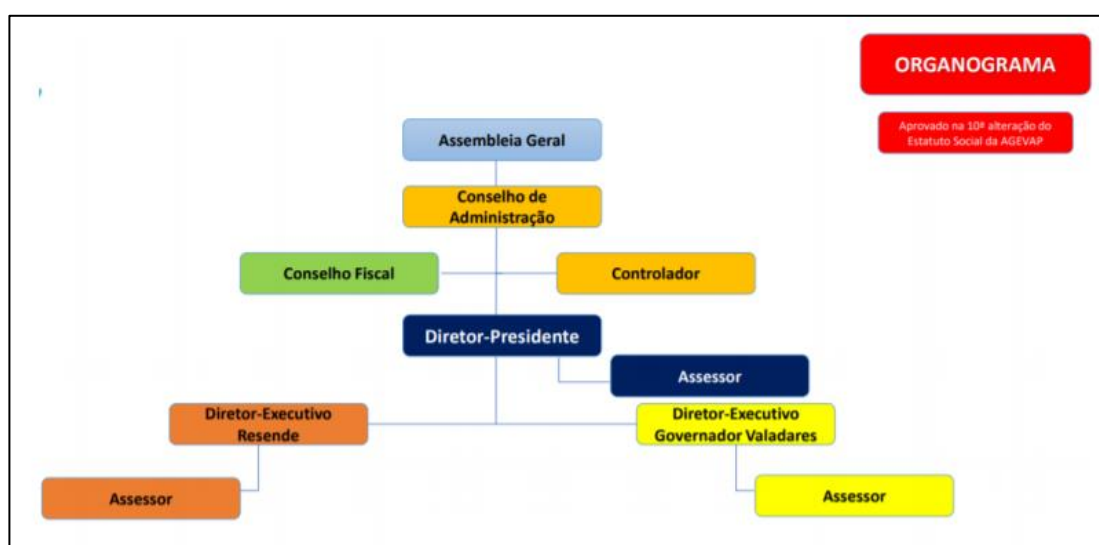 ORGANOGRAMA
Aprovado na 10ª alteração do
Estatuto Social da AGEVAP
Assembleia Geral
Conselho de
Administração
Conselho Fiscal
Controlador
Diretor-Presidente
Assessor
Diretor-Executivo
Resende
Diretor-Executivo
Governador Valadares
Assessor
Assessor